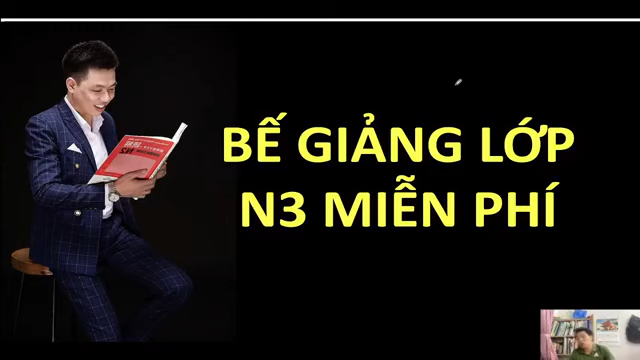 BẾ GIẢNG LỚP
N3 MIỄN PHÍ